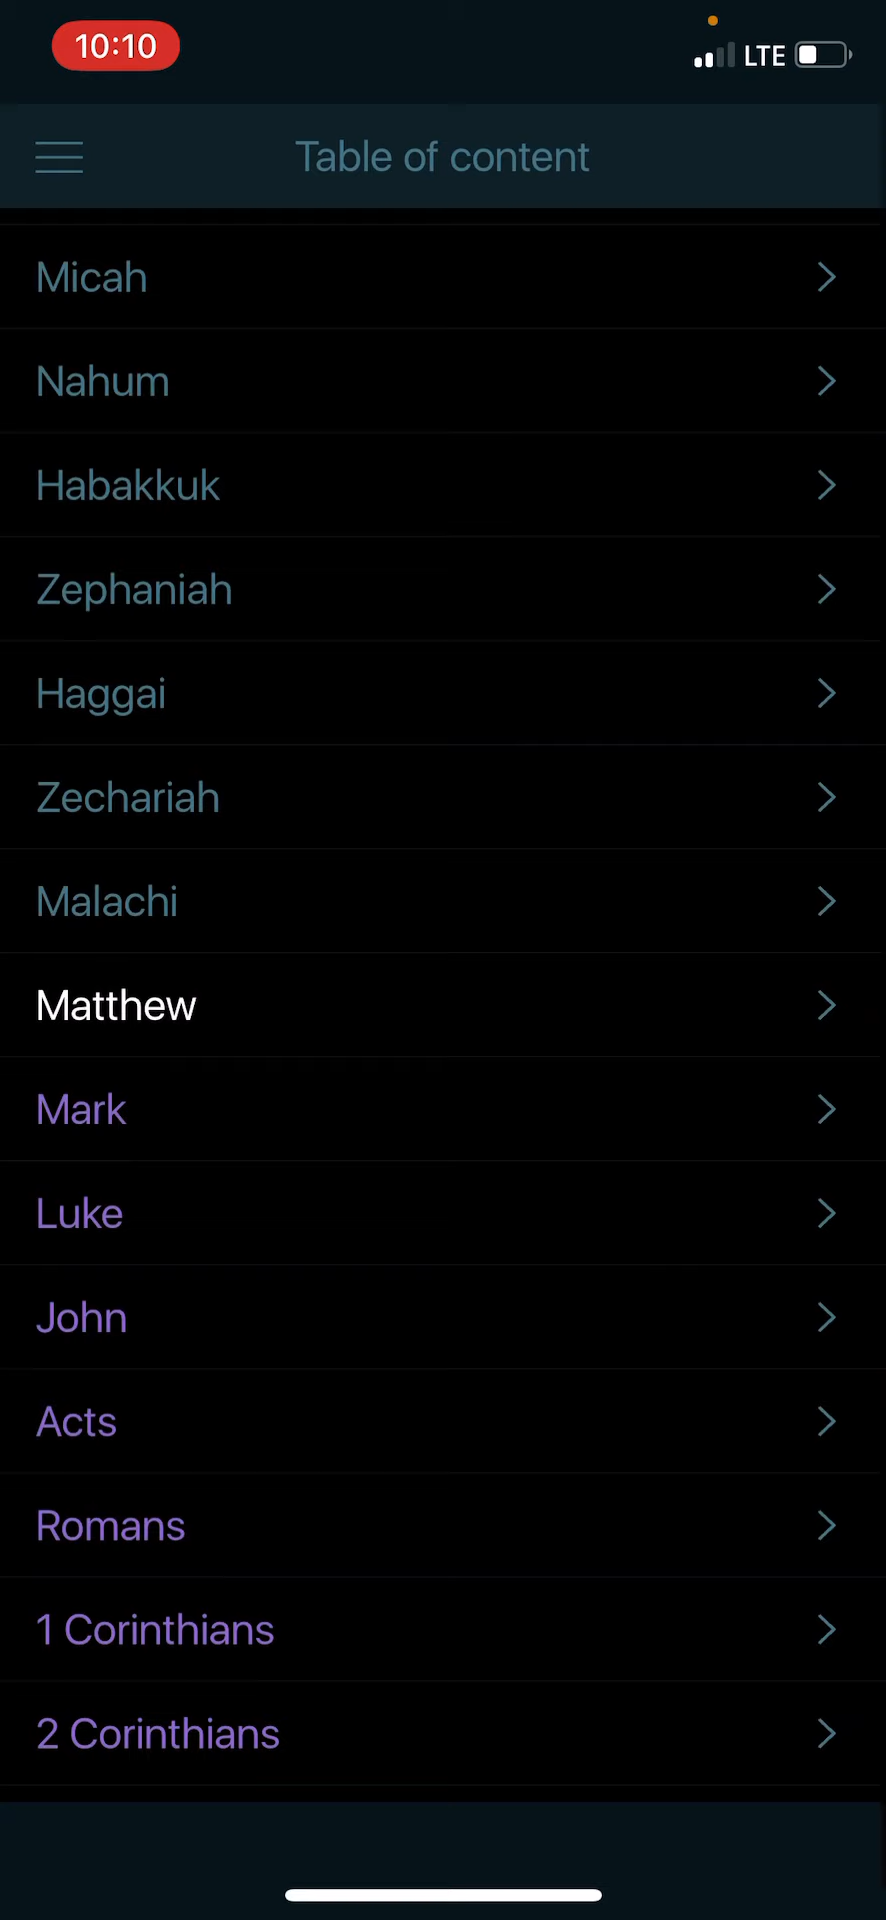 10:10
LTE
Table of content
Micah
Nahum
Habakkuk
Zephaniah
Haggai
Zechariah
Malachi
Matthew
Mark
Luke
John
Acts
Romans
1 Corinthians
2 Corinthians